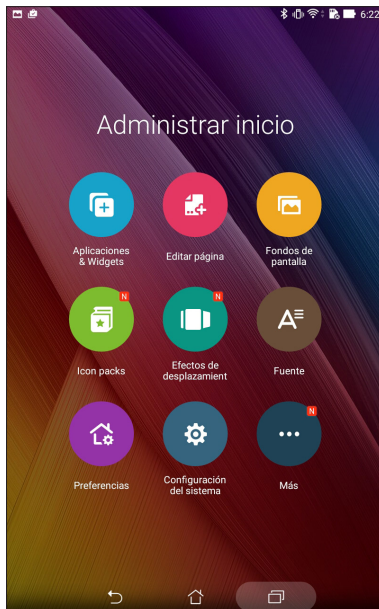 6:22
Administrar inicio
Aplicaciones
& Widgets
Editar página
Fondos de
pantalla
N
N
Icon packs
Efectos de
desplazamient
A
Fuente
N
Preferencias
Configuración
del sistema
Más